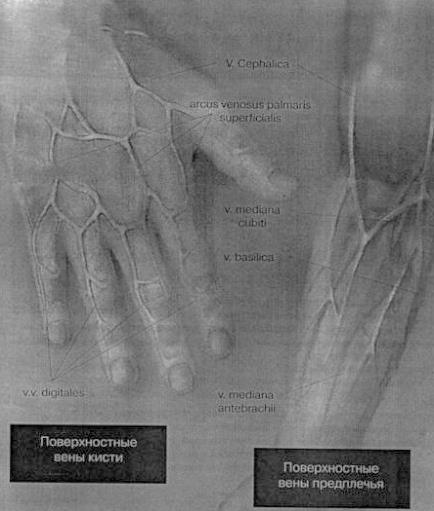 V. Cephalica
arcus venosus palmaris
superficialis
v. mediana
cubiti
v. basilica
v.v. digitales
v. mediana
antebrachii
Поверхностные
вены кисти
Поверхностные
вены предплечья